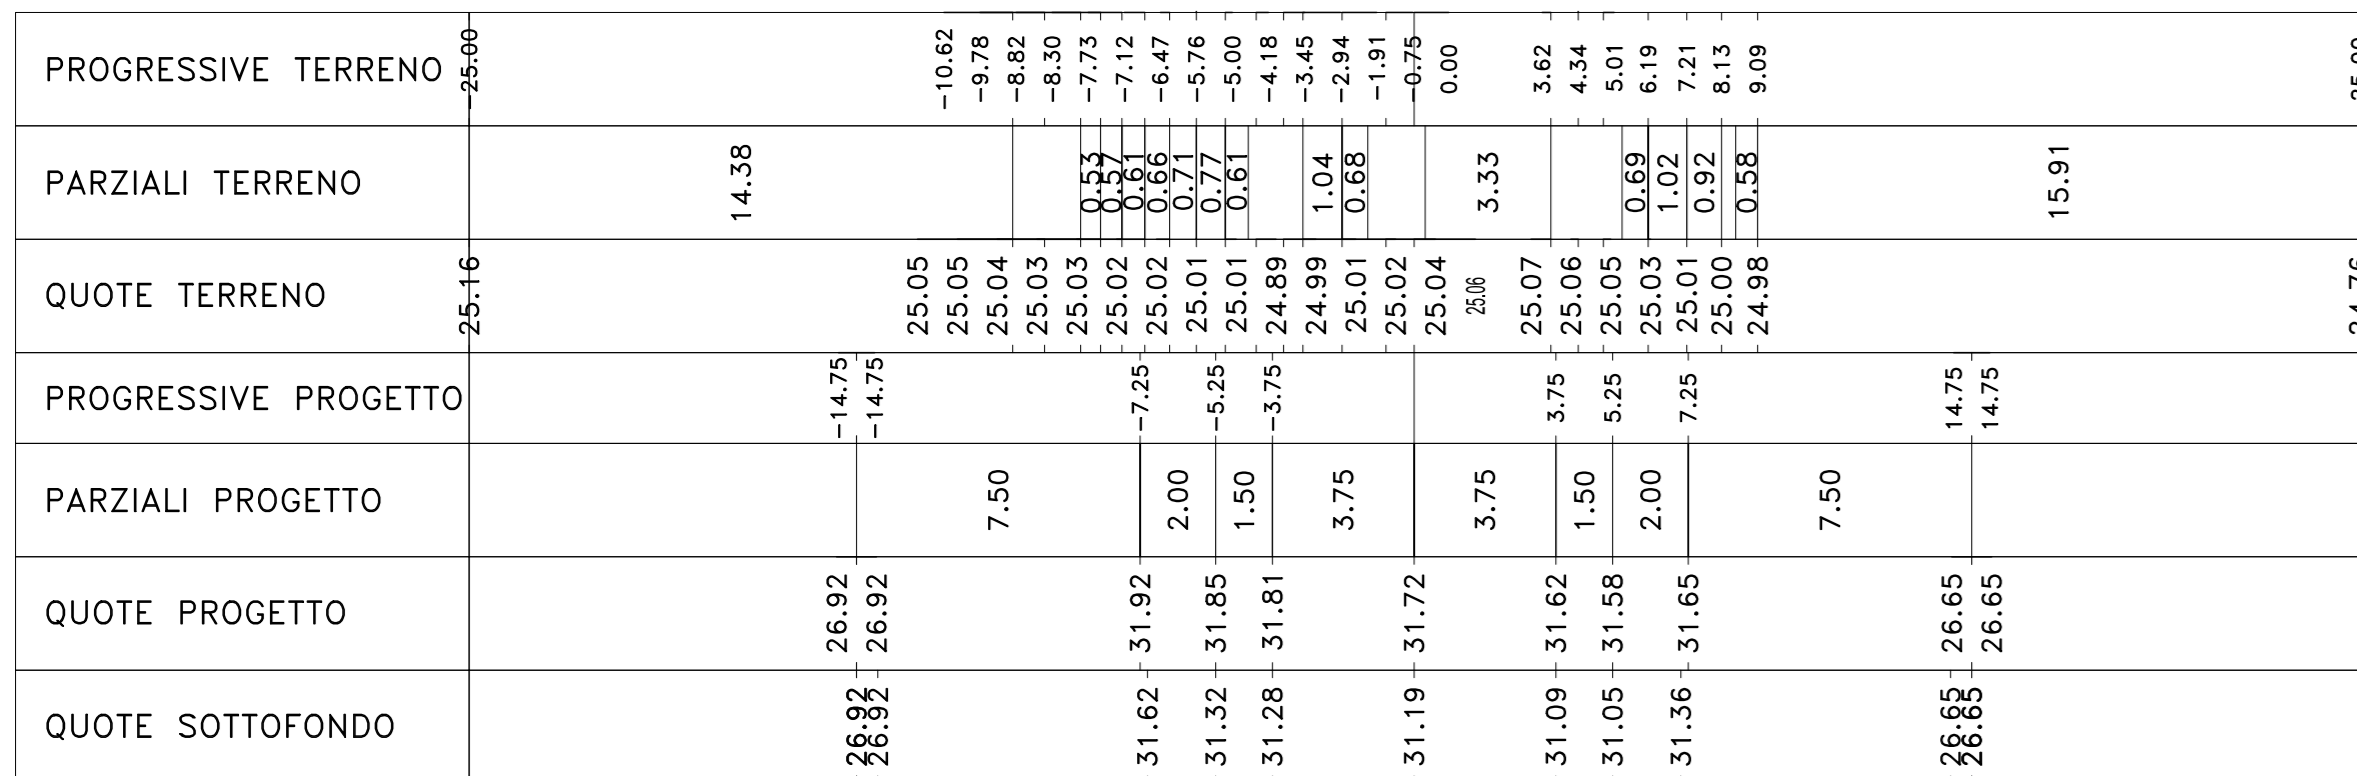 PROGRESSIVE TERRENO -25.00 -10.62 -9.78 -8.82 -8.30 -7.73 -7.12 -6.47 -5.76 -5.00 -4.18 -3.45 -2.94 -1.91 -0.75 0.00 3.62 4.34 5.01 6.19 7.21 8.13 9.09
PARZIALI TERRENO 14.38 0.53 0.57 0.61 0.66 0.71 0.77 0.61 1.04 0.68 3.33 0.69 1.02 0.92 0.58 15.91
QUOTE TERRENO 25.16 25.05 25.05 25.04 25.03 25.03 25.02 25.02 25.01 25.01 24.89 24.99 25.01 25.02 25.04 25.06 25.07 25.06 25.05 25.03 25.01 25.00 24.98
PROGRESSIVE PROGETTO -14.75 -14.75 -7.25 -5.25 -3.75 3.75 5.25 7.25 14.75 14.75
PARZIALI PROGETTO 7.50 2.00 1.50 3.75 3.75 1.50 2.00 7.50
QUOTE PROGETTO 26.92 26.92 31.92 31.85 31.81 31.72 31.62 31.58 31.65 26.65 26.65
QUOTE SOTTOFONDO 26.92 26.92 31.62 31.32 31.28 31.19 31.09 31.05 31.36 26.65 26.65